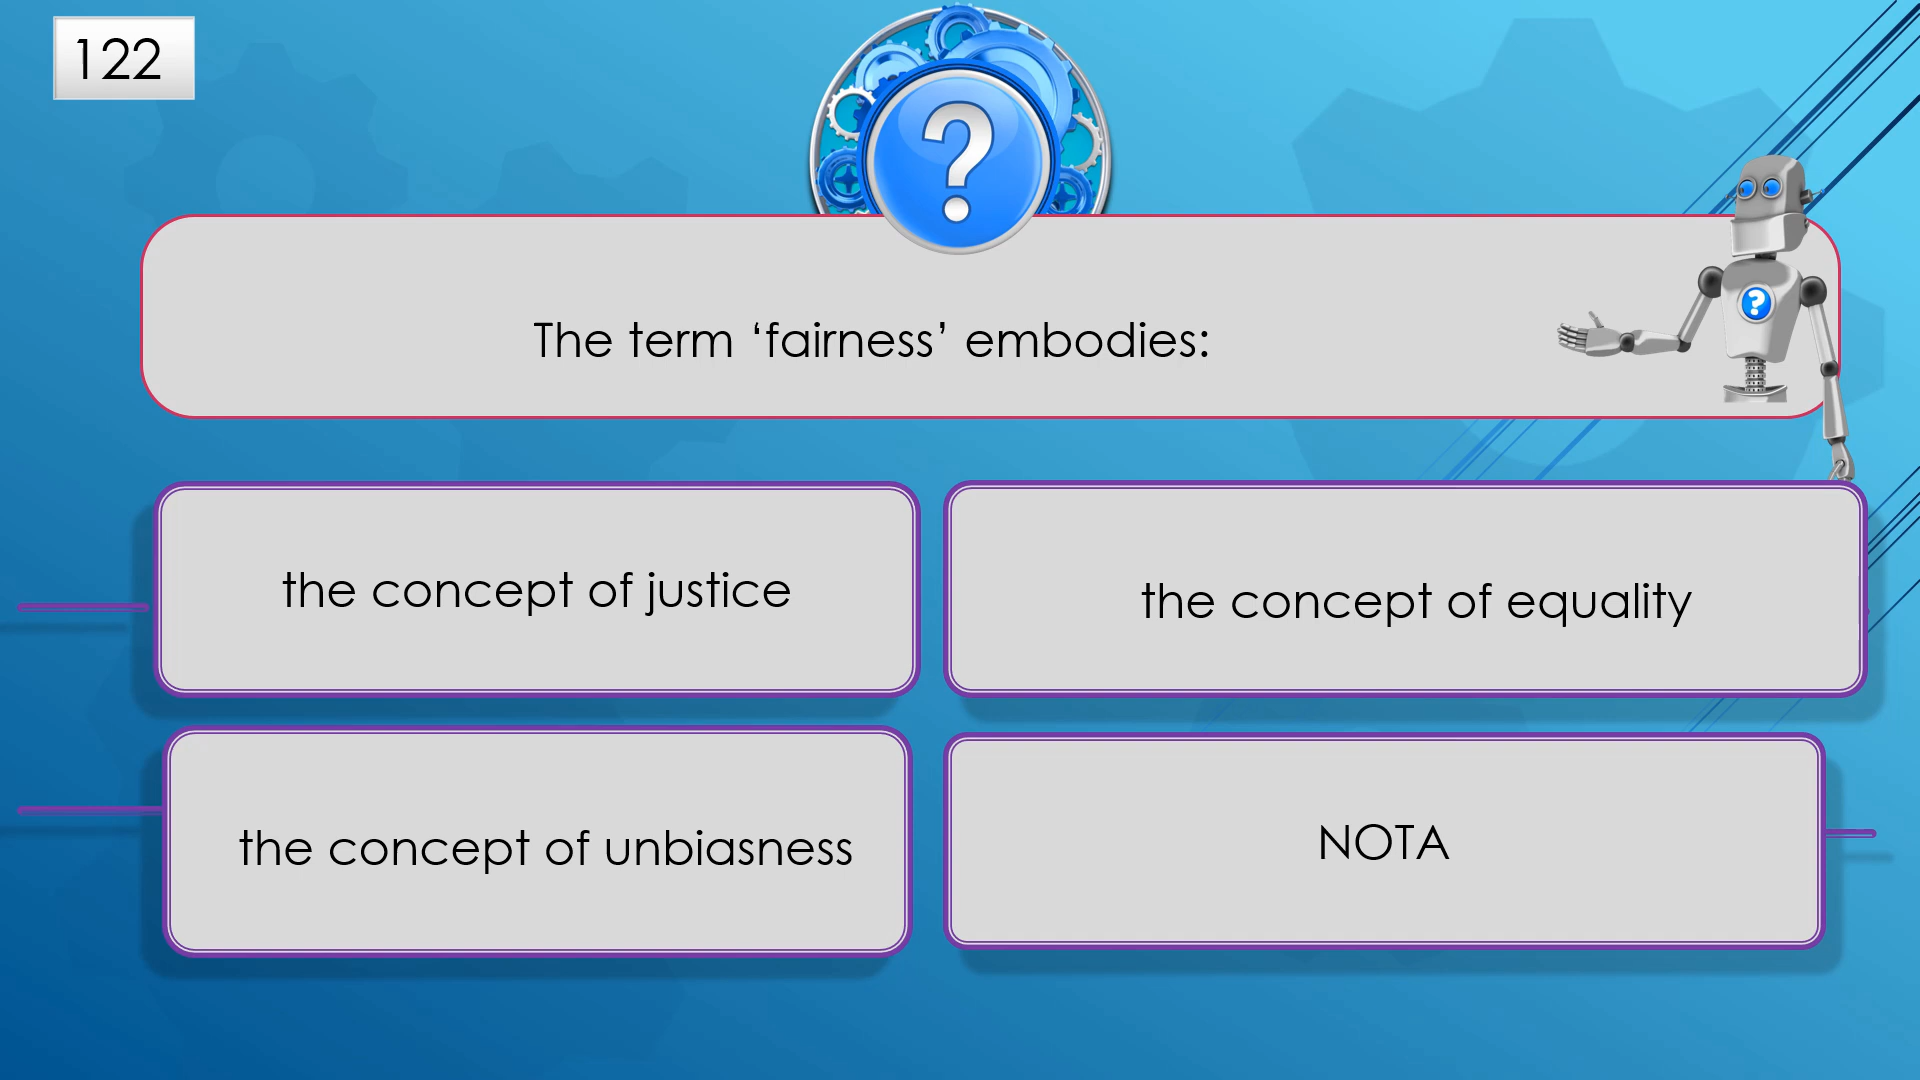 122
?
?
The term ‘fairness’ embodies:
the concept of justice
the concept of equality
the concept of unbiasness
NOTA